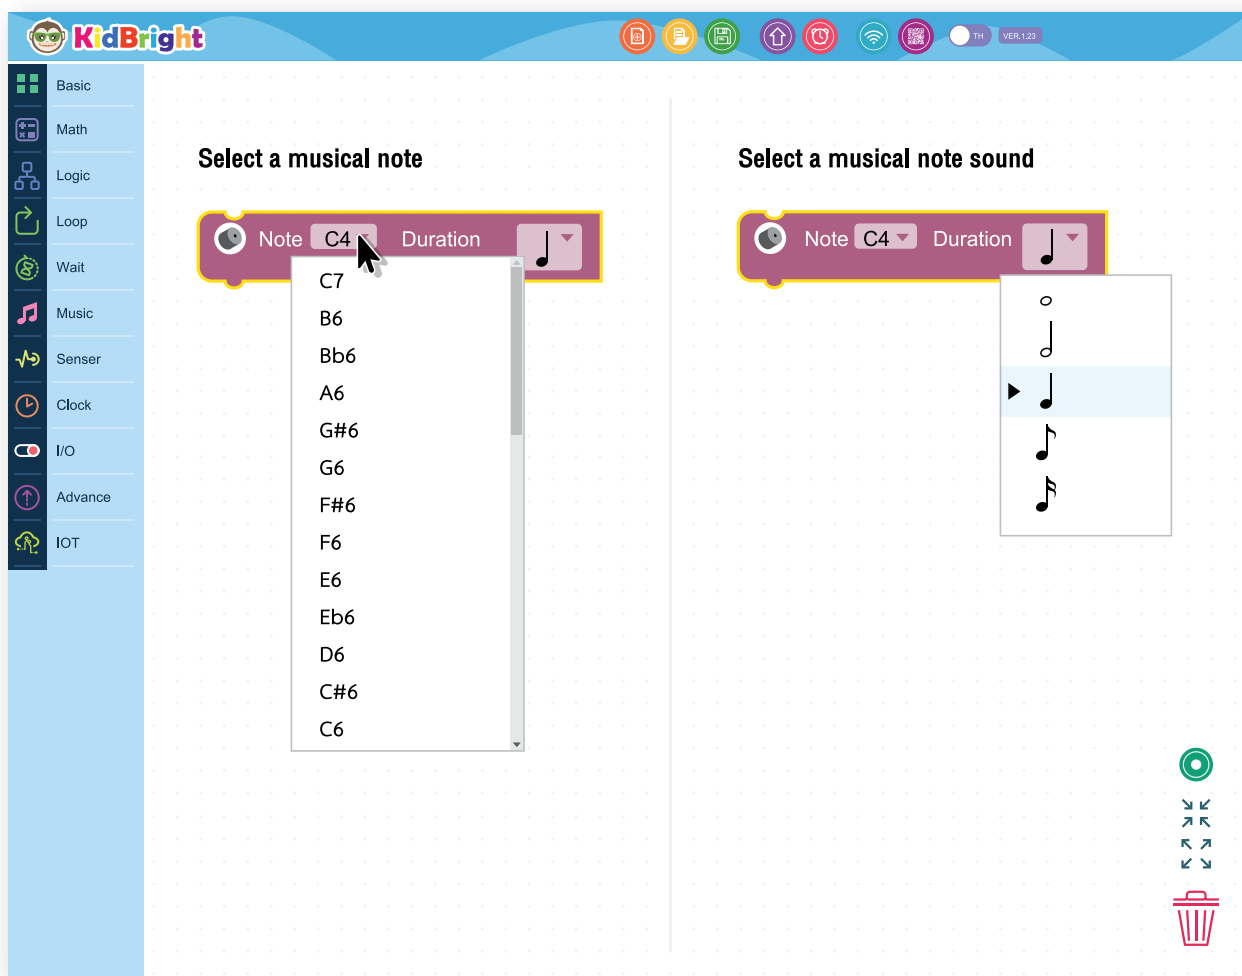 KidBright
TH
VER.1.23
Basic
Math
Logic
Loop
Wait
Music
Senser
Clock
I/O
Advance
IOT
Select a musical note
Note C4 Duration
C7
B6
Bb6
A6
G#6
G6
F#6
F6
E6
Eb6
D6
C#6
C6
Select a musical note sound
Note C4 Duration